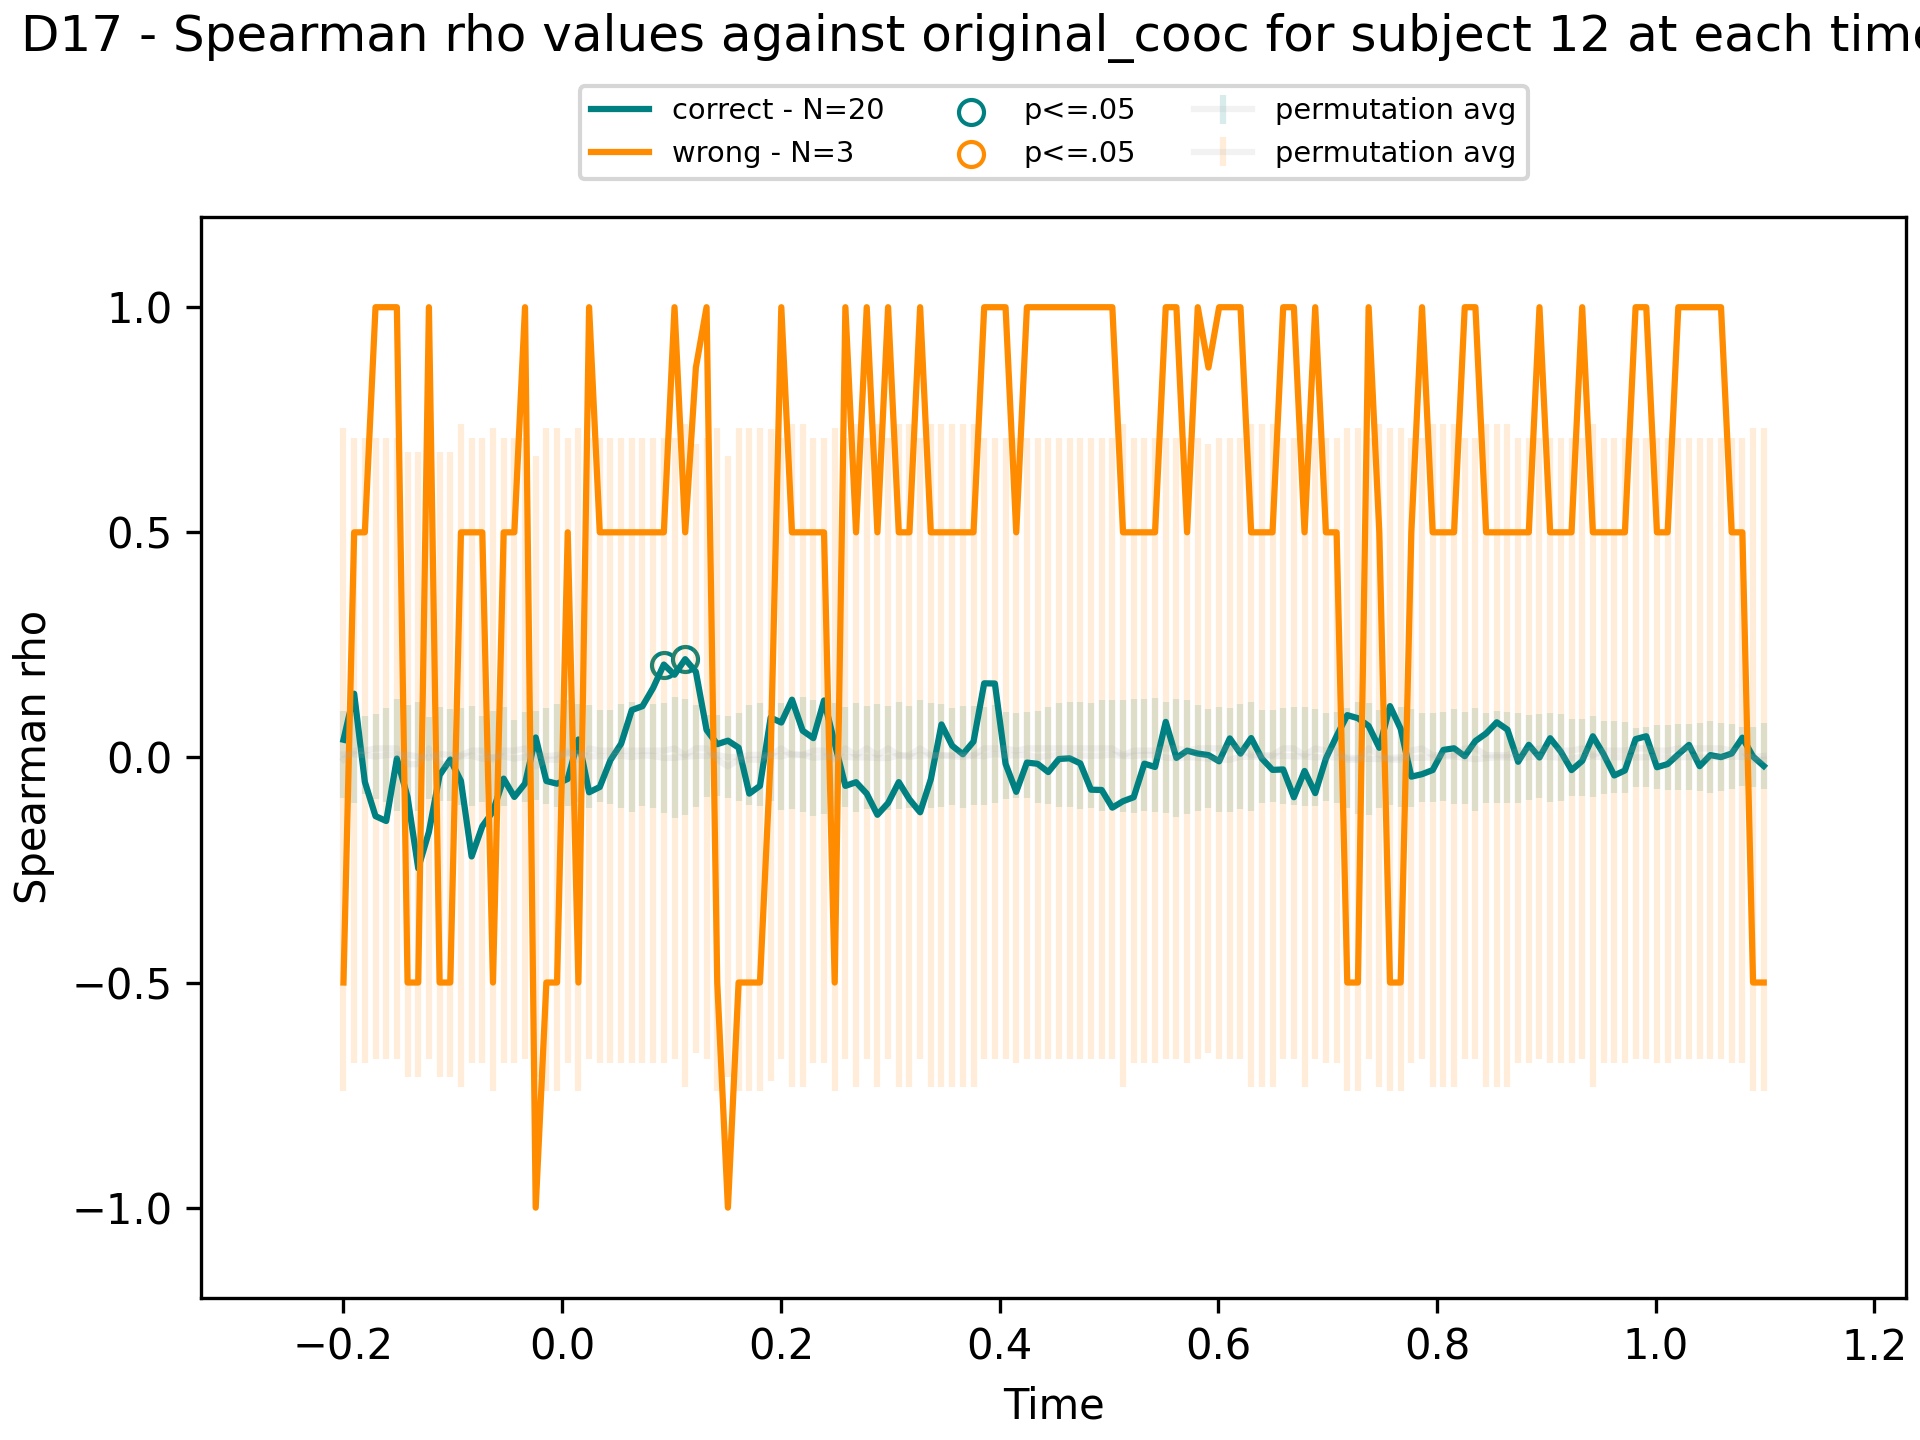 D17 - Spearman rho values against original_cooc for subject 12 at each time
correct - N=20
wrong - N=3
p<=.05
p<=.05
permutation avg
permutation avg
1.0
0.5
0.0
−0.5
−1.0
Spearman rho
−0.2 0.0 0.2 0.4 0.6 0.8 1.0 1.2
Time